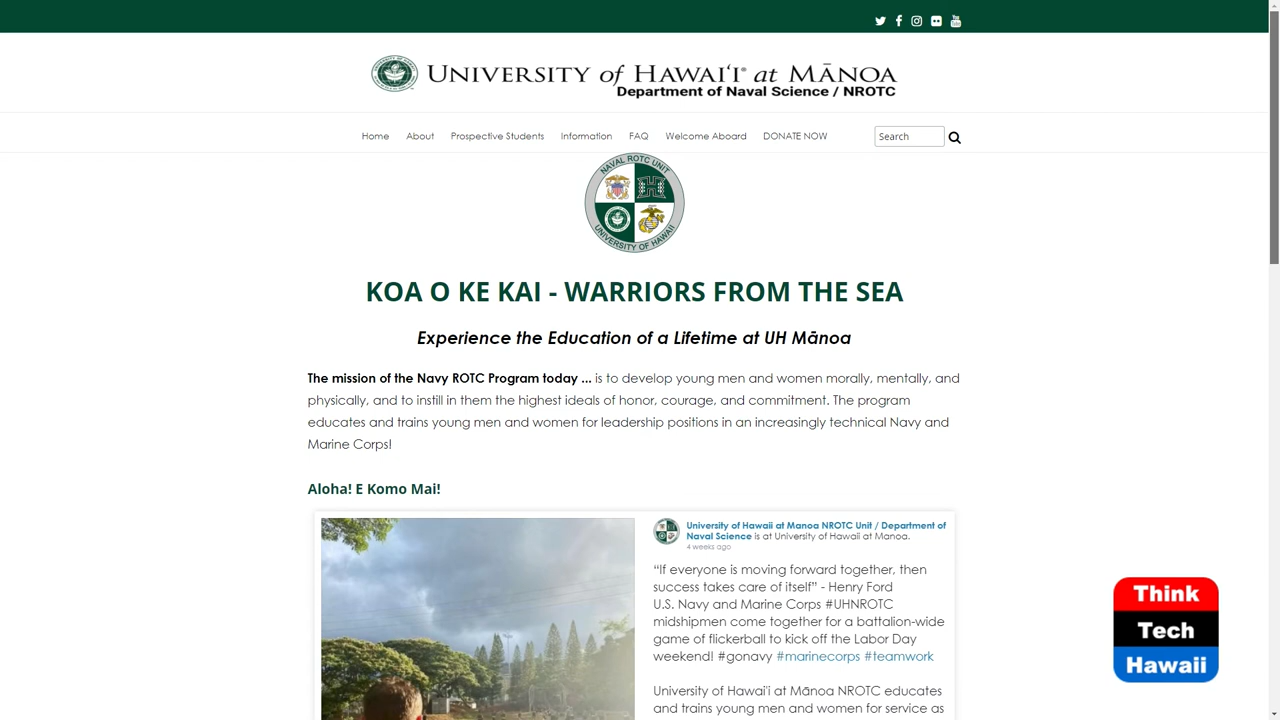 UNIVERSITY of HAWAIʻI® at MĀNOA
Department of Naval Science / NROTC
Home About Prospective Students Information FAQ Welcome Aboard DONATE NOW Search
NAVAL ROTC UNIT
UNIVERSITY OF HAWAII
KOA O KE KAI - WARRIORS FROM THE SEA
Experience the Education of a Lifetime at UH Mānoa
The mission of the Navy ROTC Program today ... is to develop young men and women morally, mentally, and
physically, and to instill in them the highest ideals of honor, courage, and commitment. The program
educates and trains young men and women for leadership positions in an increasingly technical Navy and
Marine Corps!
Aloha! E Komo Mai!
University of Hawaii at Manoa NROTC Unit / Department of
Naval Science is at University of Hawaii at Manoa.
4 weeks ago
“If everyone is moving forward together, then
success takes care of itself” - Henry Ford
U.S. Navy and Marine Corps #UHNROTC
midshipmen come together for a battalion-wide
game of flickerball to kick off the Labor Day
weekend! #gonavy #marinecorps #teamwork
University of Hawai'i at Mānoa NROTC educates
and trains young men and women for service as
Think
Tech
Hawaii